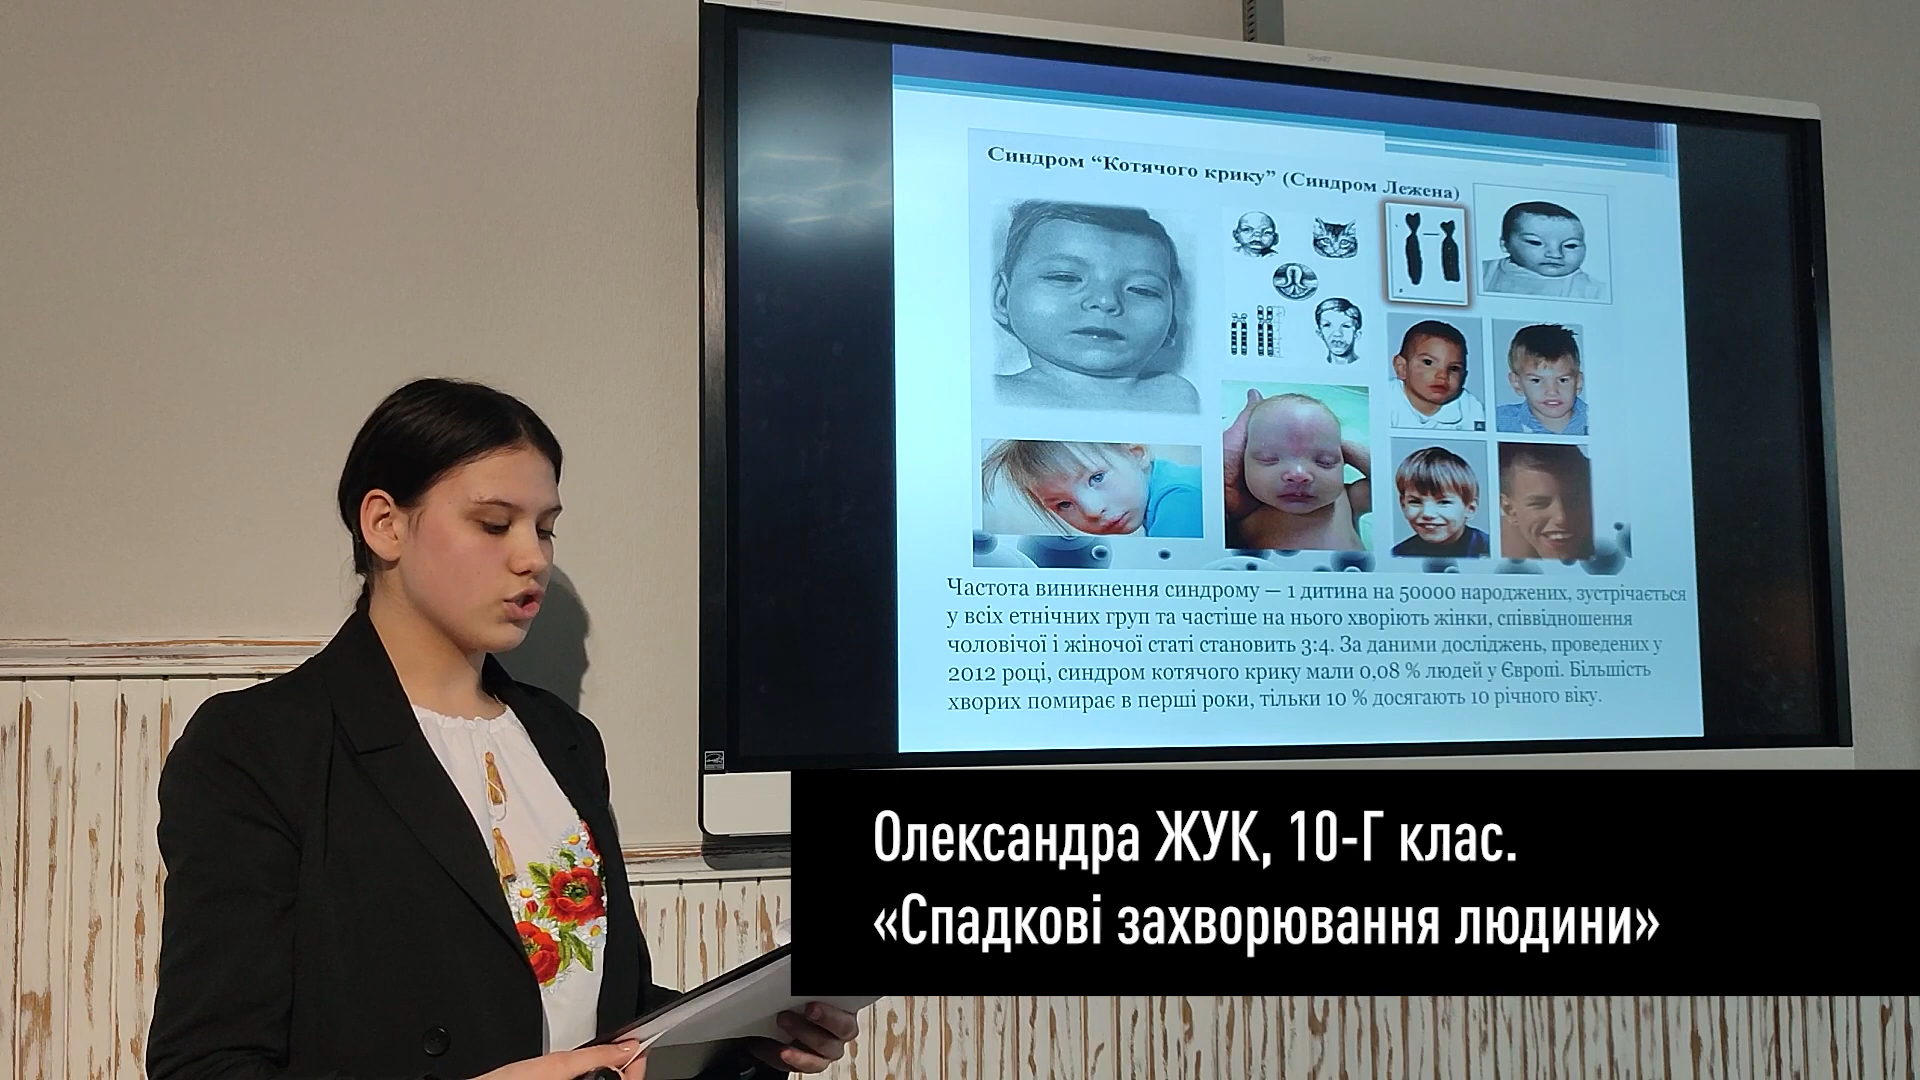 Синдром “Котячого крику” (Синдром Лежена)
Частота виникнення синдрому — 1 дитина на 50000 народжених, зустрічається
у всіх етнічних груп та частіше на нього хворіють жінки, співвідношення
чоловічої і жіночої статі становить 3:4. За даними досліджень, проведених у
2012 році, синдром котячого крику мали 0,08 % людей у Європі. Більшість
хворих помирає в перші роки, тільки 10 % досягають 10 річного віку.
Олександра ЖУК, 10-Г клас.
«Спадкові захворювання людини»